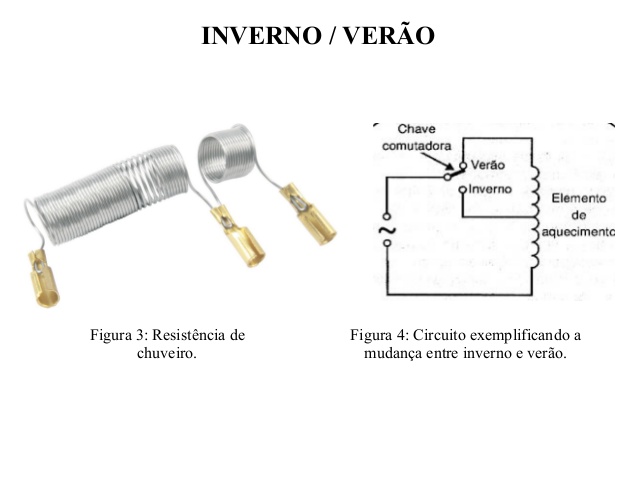 INVERNO / VERÃO
Chave
comutadora
Verão
Inverno
Elemento
de
aquecimento
~
Figura 3: Resistência de
chuveiro.
Figura 4: Circuito exemplificando a
mudança entre inverno e verão.